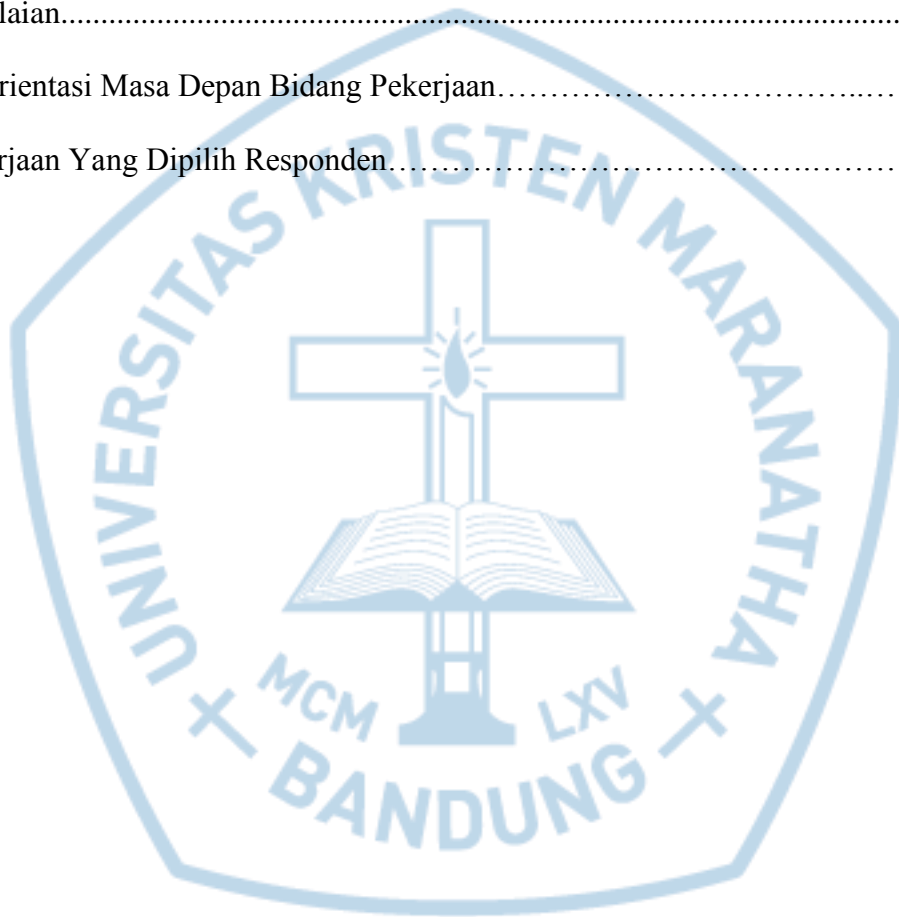 laian..........................................................................................................
rientasi Masa Depan Bidang Pekerjaan……………………………..…
rjaan Yang Dipilih Responden…………………………………….………
UNIVERSITAS KRISTEN MARANATHA
MCM LXV
BANDUNG